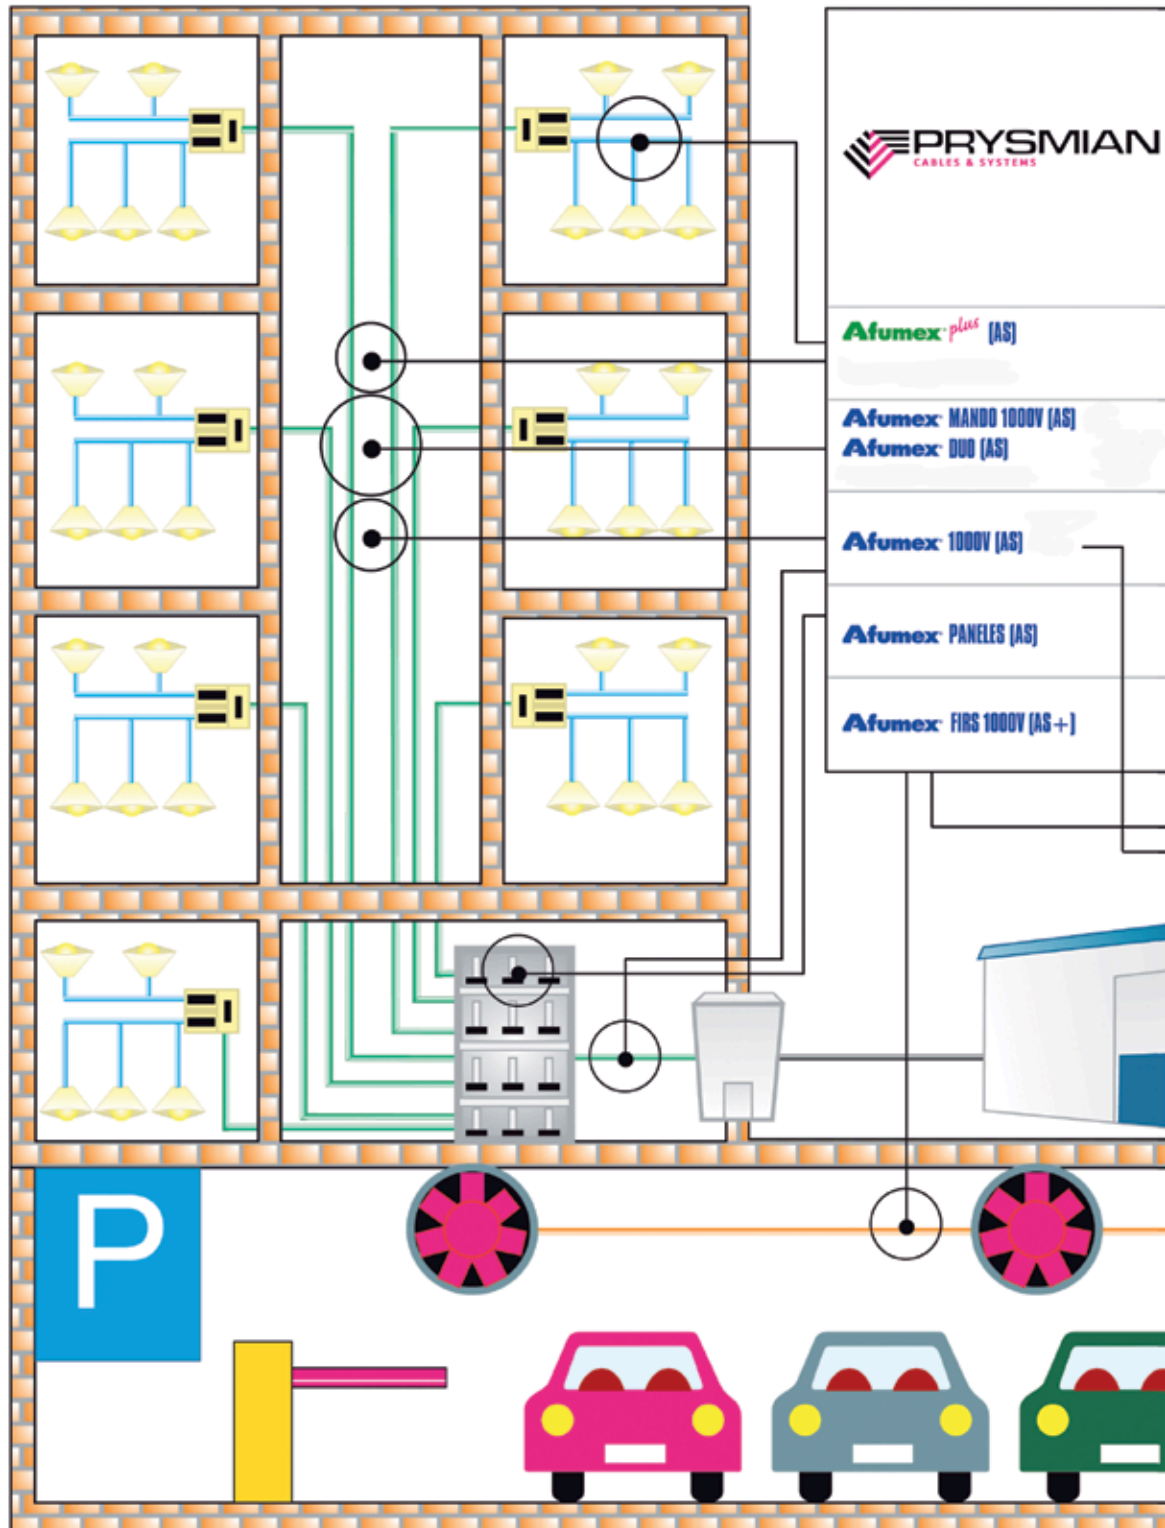 PRYSMIAN
CABLES & SYSTEMS
Afumex plus (AS)
Afumex MANDO 1000V (AS)
Afumex DUO (AS)
Afumex 1000V (AS)
Afumex PANELES (AS)
Afumex FIRS 1000V (AS+)
P